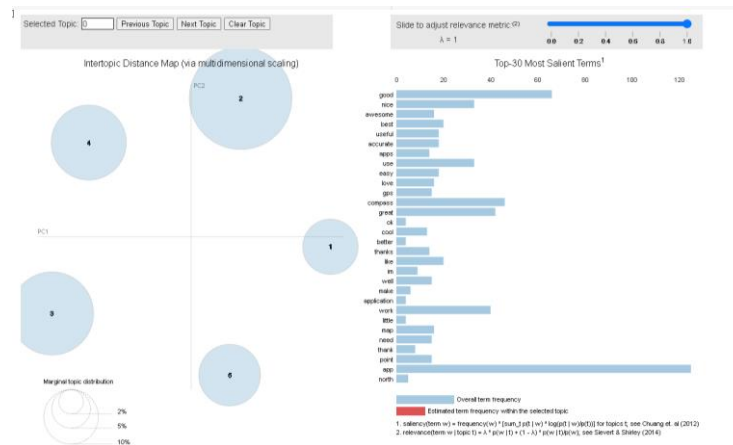 Selected Topic: 0 Previous Topic Next Topic Clear Topic
Slide to adjust relevance metric:(2)
λ = 1
0.0 0.2 0.4 0.6 0.8 1.0
Intertopic Distance Map (via multidimensional scaling)
PC2
PC1
2
4
1
3
5
Marginal topic distribution
2%
5%
10%
Top-30 Most Salient Terms1
0 20 40 60 80 100 120
good
nice
awesome
best
useful
accurate
apps
use
easy
love
gps
compass
great
ok
cool
better
thanks
like
im
well
make
application
work
little
map
need
thank
point
app
north
Overall term frequency
Estimated term frequency within the selected topic
1. saliency(term w) = frequency(w) * [sum_t p(t | w) * log(p(t | w)/p(t))] for topics t; see Chuang et. al (2012)
2. relevance(term w | topic t) = λ * p(w | t) + (1 - λ) * p(w | t)/p(w); see Sievert & Shirley (2014)